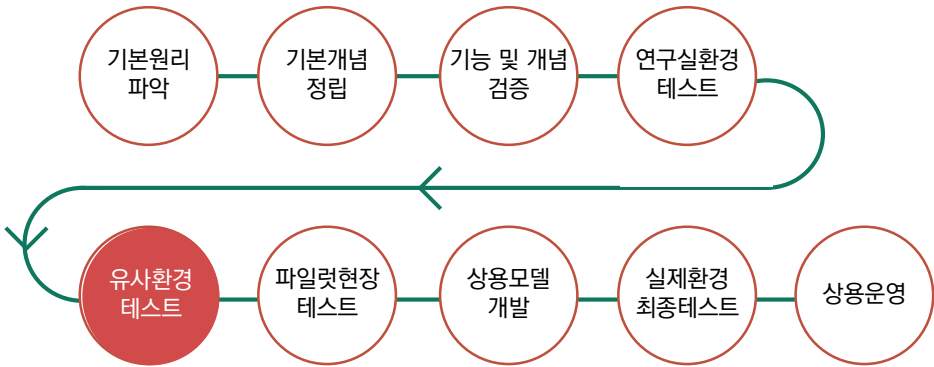 기본원리
파악
기본개념
정립
기능 및 개념
검증
연구실환경
테스트
유사환경
테스트
파일럿현장
테스트
상용모델
개발
실제환경
최종테스트
상용운영